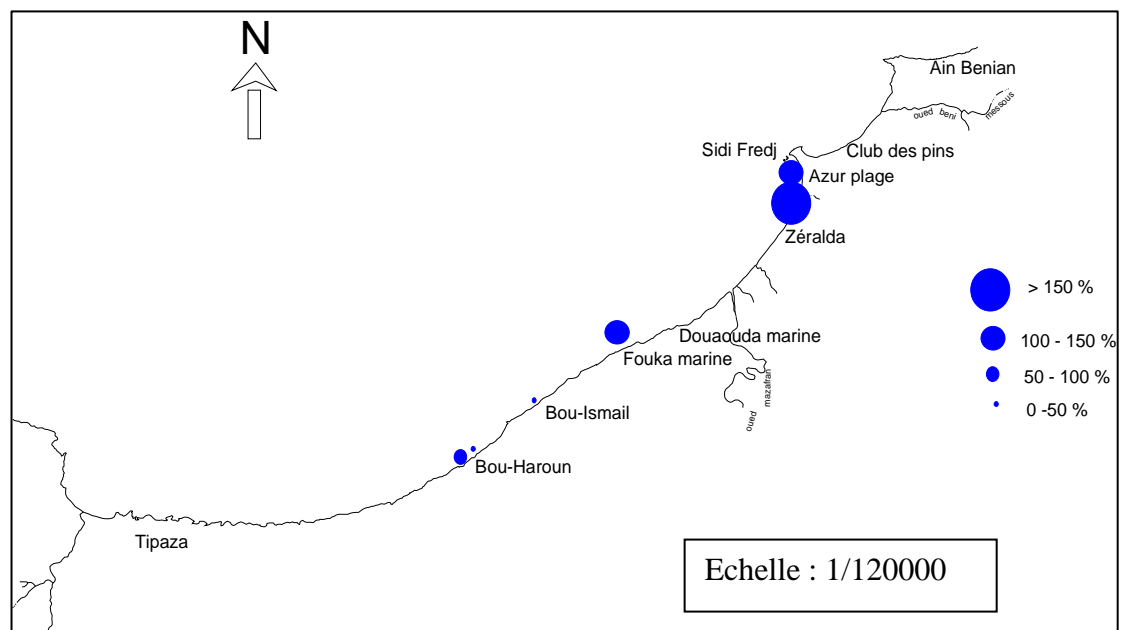 N
Ain Benian
oued beni messous
Sidi Fredj
Club des pins
Azur plage
Zéralda
> 150 %
100 - 150 %
50 - 100 %
0 -50 %
Douaouda marine
Fouka marine
oued mazafran
Bou-Ismail
Bou-Haroun
Tipaza
Echelle : 1/120000